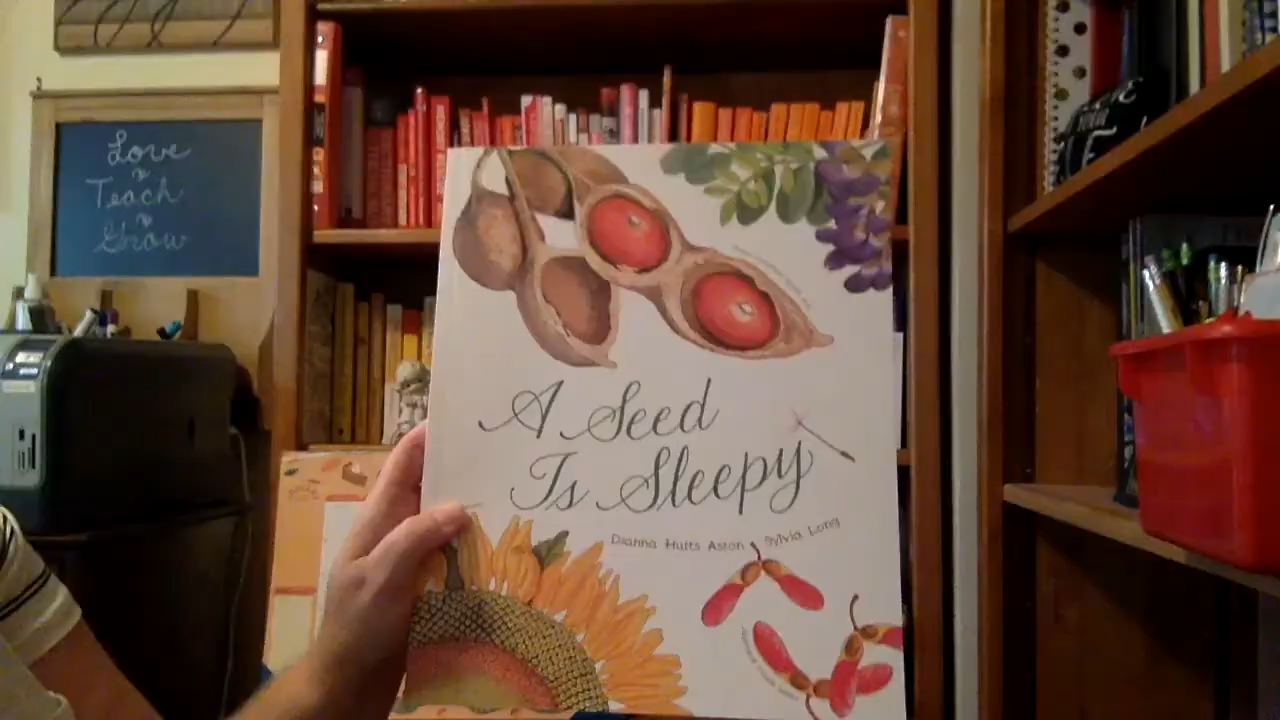 Love
Teach
Grow
A Seed
Is Sleepy
Dianna Hutts Aston Sylvia Long